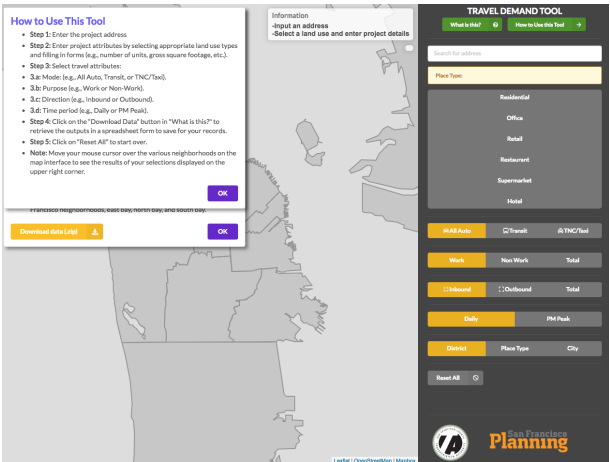 How to Use This Tool
Step 1: Enter the project address
Step 2: Enter project attributes by selecting appropriate land use types
and filling in forms (e.g., number of units, gross square footage, etc.).
Step 3: Select travel attributes:
3.a: Mode: (e.g., All Auto, Transit, or TNC/Taxi).
3.b: Purpose (e.g., Work or Non-Work).
3.c: Direction (e.g., Inbound or Outbound).
3.d: Time period (e.g., Daily or PM Peak).
Step 4: Click on the "Download Data" button in "What is this?" to
retrieve the outputs in a spreadsheet form to save for your records.
Step 5: Click on "Reset All" to start over.
Note: Move your mouse cursor over the various neighborhoods on the
map interface to see the results of your selections displayed on the
upper right corner.
OK
Francisco neighborhoods, east bay, north bay, and south bay.
Download data (.zip)
OK
Information
-Input an address
-Select a land use and enter project details
Leaflet | OpenStreetMap | Mapbox
TRAVEL DEMAND TOOL
What is this?
How to Use this Tool
Search for address
Place Type:
Residential
Office
Retail
Restaurant
Supermarket
Hotel
All Auto Transit TNC/Taxi
Work Non Work Total
Inbound Outbound Total
Daily PM Peak
District Place Type City
Reset All
San Francisco
Planning